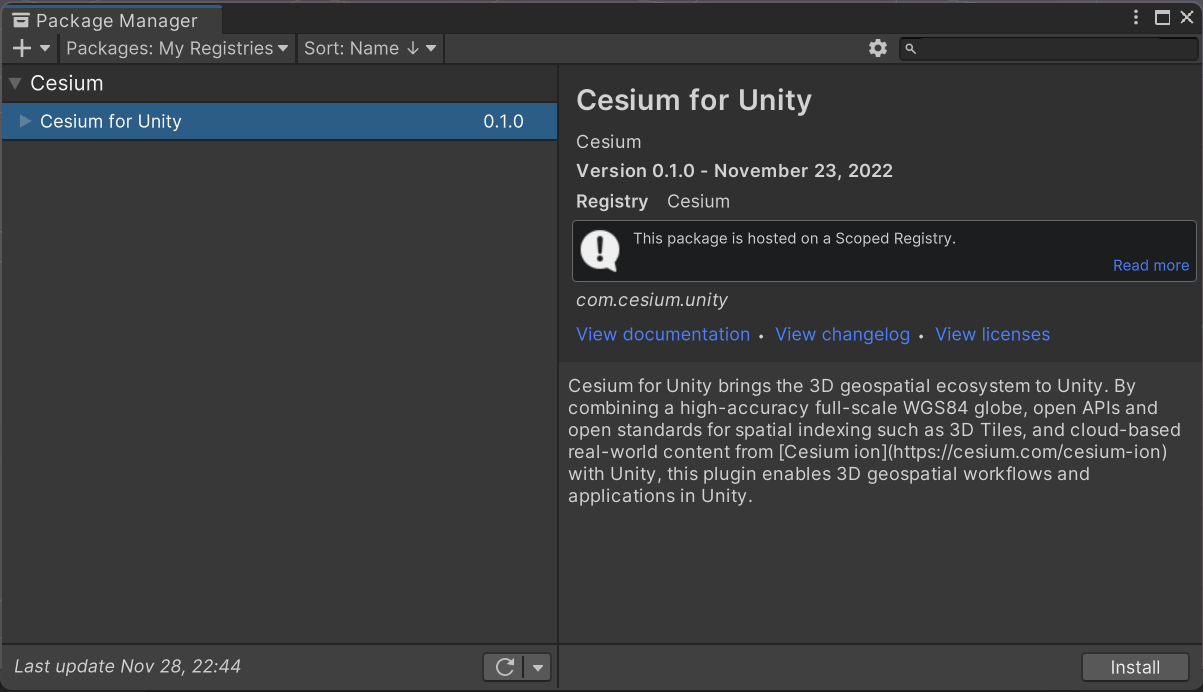 Package Manager
Packages: My Registries
Sort: Name ↓
Cesium
Cesium for Unity 0.1.0
Cesium for Unity
Cesium
Version 0.1.0 - November 23, 2022
Registry Cesium
This package is hosted on a Scoped Registry.
Read more
com.cesium.unity
View documentation • View changelog • View licenses
Cesium for Unity brings the 3D geospatial ecosystem to Unity. By
combining a high-accuracy full-scale WGS84 globe, open APIs and
open standards for spatial indexing such as 3D Tiles, and cloud-based
real-world content from [Cesium ion](https://cesium.com/cesium-ion)
with Unity, this plugin enables 3D geospatial workflows and
applications in Unity.
Last update Nov 28, 22:44
Install